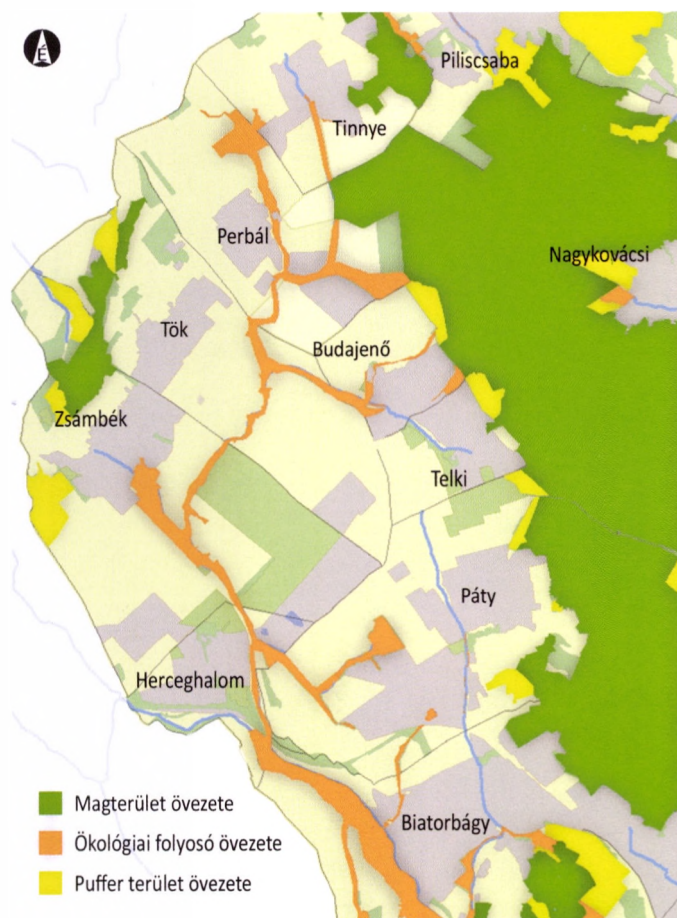 É
Piliscsaba
Tinnye
Perbál
Nagykovácsi
Tök
Budajenő
Zsámbék
Telki
Páty
Herceghalom
Biatorbágy
Magterület övezete
Ökológiai folyosó övezete
Puffer terület övezete